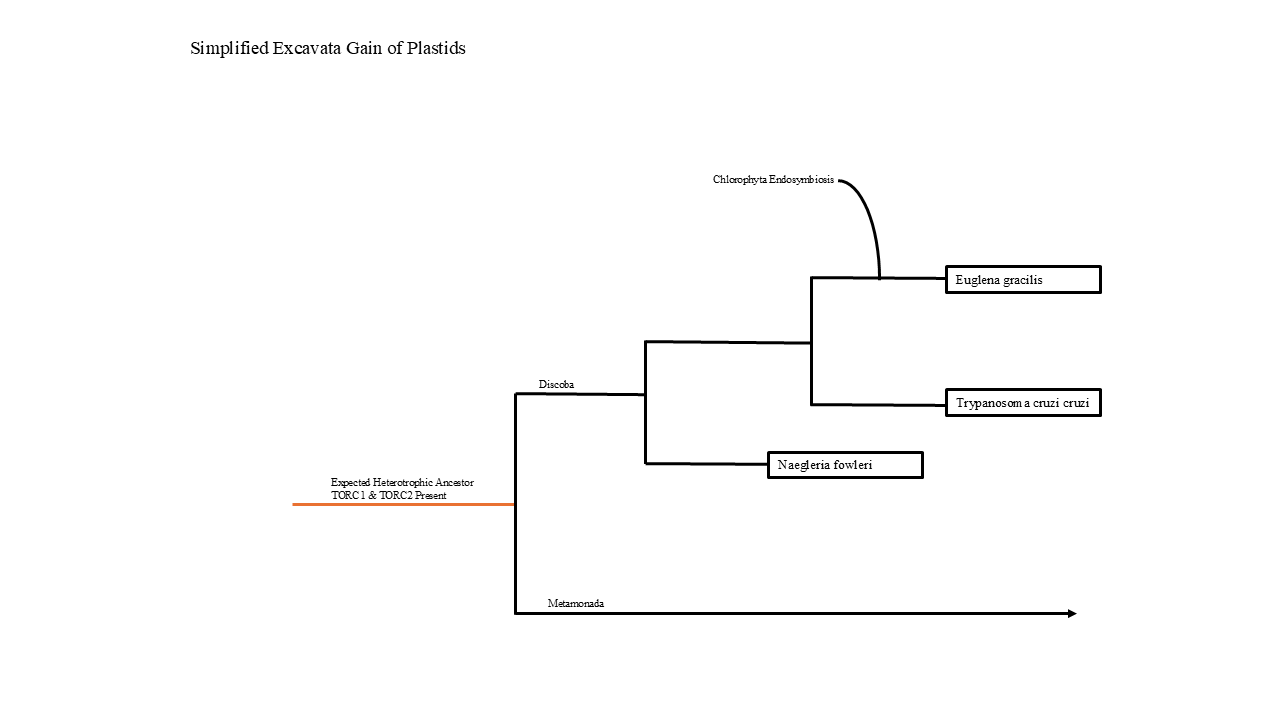 Simplified Excavata Gain of Plastids
Chlorophyta Endosymbiosis
Euglena gracilis
Discoba
Trypanosoma cruzi cruzi
Naegleria fowleri
Expected Heterotrophic Ancestor
TORC1 & TORC2 Present
Metamonada